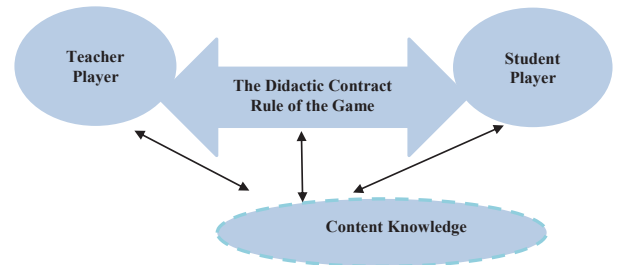 Teacher
Player
The Didactic Contract
Rule of the Game
Student
Player
Content Knowledge